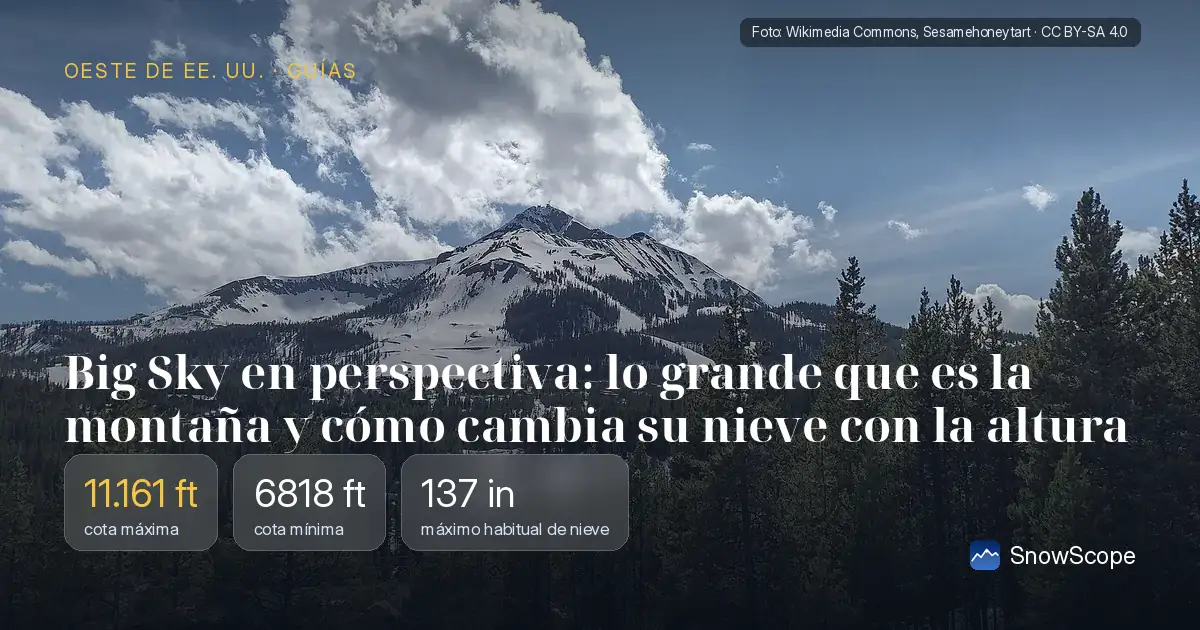 Foto: Wikimedia Commons, Sesamehoneytart · CC BY-SA 4.0
OESTE DE EE. UU. · GUÍAS
Big Sky en perspectiva: lo grande que es la
montaña y cómo cambia su nieve con la altura
11.161 ft
cota máxima
6818 ft
cota mínima
137 in
máximo habitual de nieve
SnowScope